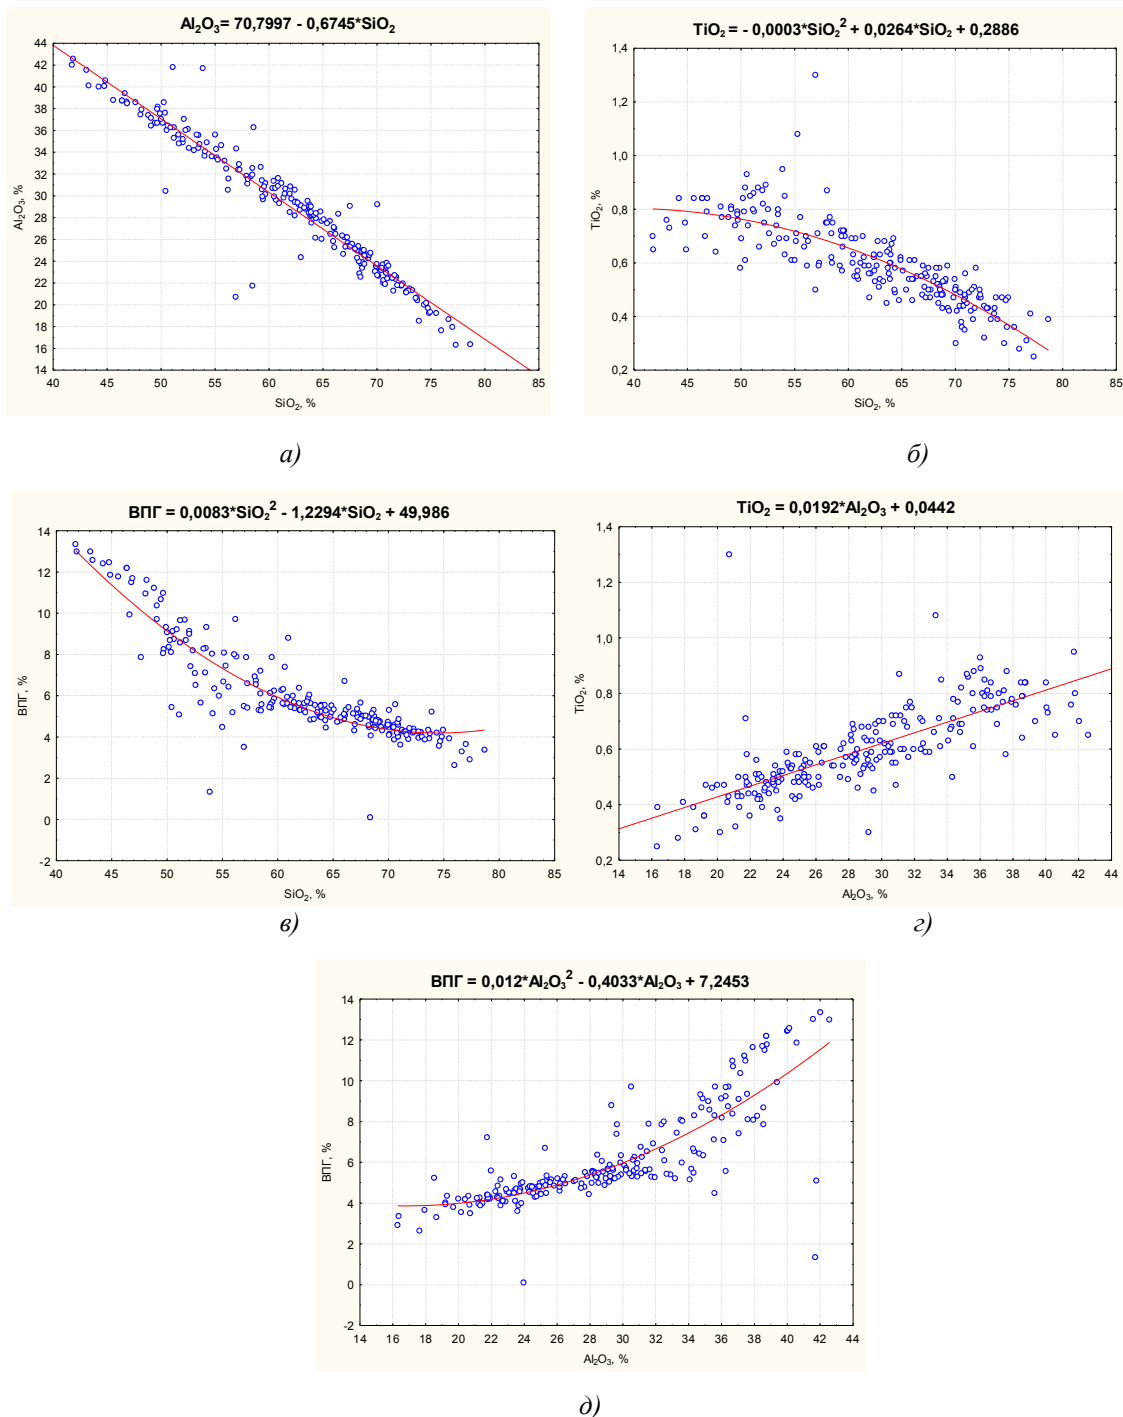 Al₂O₃= 70,7997 - 0,6745*SiO₂
Al₂O₃, %
44
42
40
38
36
34
32
30
28
26
24
22
20
18
16
14
40 45 50 55 60 65 70 75 80 85
SiO₂, %
а)
TiO₂ = - 0,0003*SiO₂² + 0,0264*SiO₂ + 0,2886
TiO₂, %
1,4
1,2
1,0
0,8
0,6
0,4
0,2
40 45 50 55 60 65 70 75 80 85
SiO₂, %
б)
ВПГ = 0,0083*SiO₂² - 1,2294*SiO₂ + 49,986
ВПГ, %
14
12
10
8
6
4
2
0
-2
40 45 50 55 60 65 70 75 80 85
SiO₂, %
в)
TiO₂ = 0,0192*Al₂O₃ + 0,0442
TiO₂, %
1,4
1,2
1,0
0,8
0,6
0,4
0,2
14 16 18 20 22 24 26 28 30 32 34 36 38 40 42 44
Al₂O₃, %
г)
ВПГ = 0,012*Al₂O₃² - 0,4033*Al₂O₃ + 7,2453
ВПГ, %
14
12
10
8
6
4
2
0
-2
14 16 18 20 22 24 26 28 30 32 34 36 38 40 42 44
Al₂O₃, %
д)